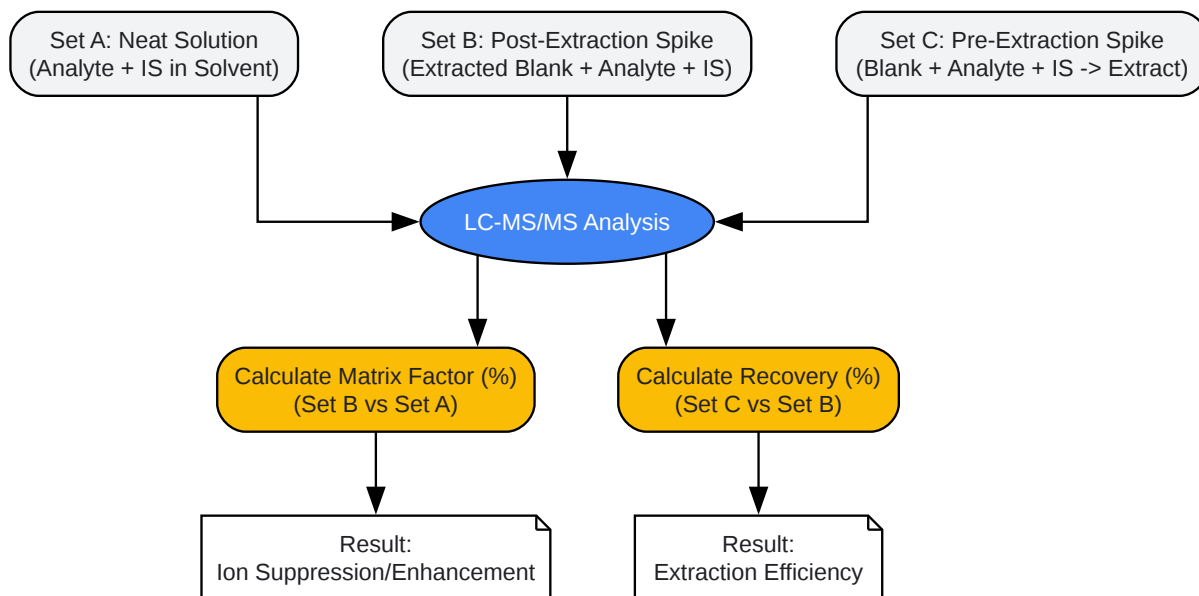 Set A: Neat Solution
(Analyte + IS in Solvent)
Set B: Post-Extraction Spike
(Extracted Blank + Analyte + IS)
Set C: Pre-Extraction Spike
(Blank + Analyte + IS -> Extract)
LC-MS/MS Analysis
Calculate Matrix Factor (%)
(Set B vs Set A)
Calculate Recovery (%)
(Set C vs Set B)
Result:
Ion Suppression/Enhancement
Result:
Extraction Efficiency